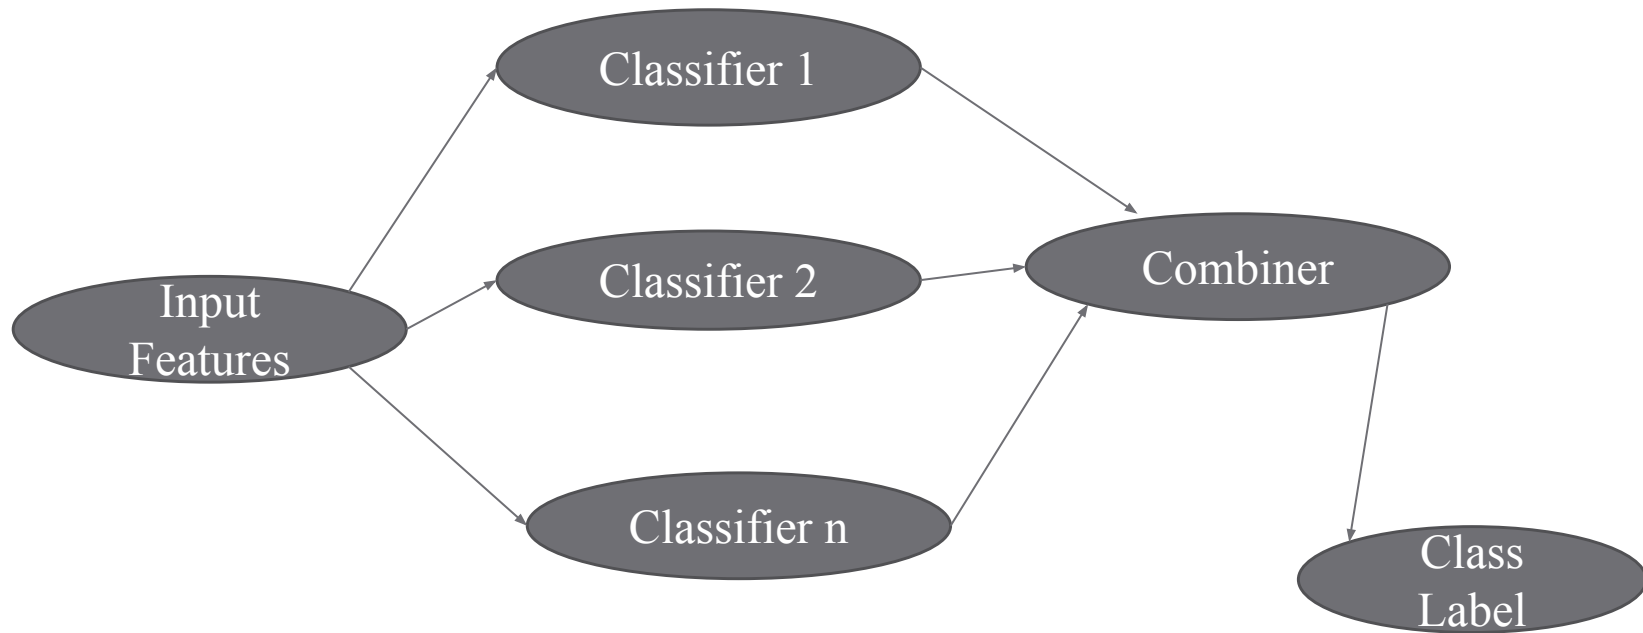 Classifier 1
Classifier 2
Combiner
Input
Features
Classifier n
Class
Label